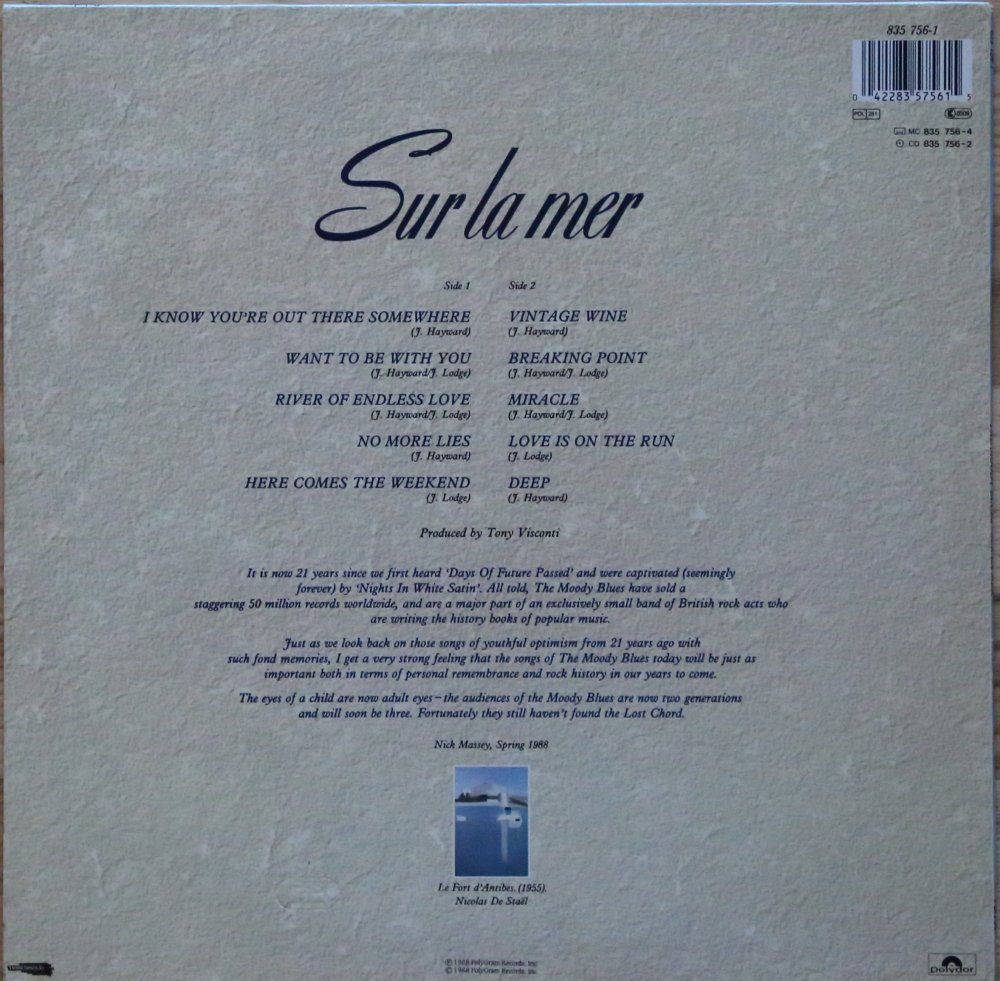 835 756-1
0 42283 57561 5
POL 291
MC 835 756-4
CD 835 756-2
Sur la mer
Side 1
I KNOW YOU'RE OUT THERE SOMEWHERE
(J. Hayward)
WANT TO BE WITH YOU
(J. Hayward/J. Lodge)
RIVER OF ENDLESS LOVE
(J. Hayward/J. Lodge)
NO MORE LIES
(J. Hayward)
HERE COMES THE WEEKEND
(J. Lodge)
Side 2
VINTAGE WINE
(J. Hayward)
BREAKING POINT
(J. Hayward/J. Lodge)
MIRACLE
(J. Hayward/J. Lodge)
LOVE IS ON THE RUN
(J. Lodge)
DEEP
(J. Hayward)
Produced by Tony Visconti
It is now 21 years since we first heard 'Days Of Future Passed' and were captivated (seemingly
forever) by 'Nights In White Satin'. All told, The Moody Blues have sold a
staggering 50 million records worldwide, and are a major part of an exclusively small band of British rock acts who
are writing the history books of popular music.
Just as we look back on those songs of youthful optimism from 21 years ago with
such fond memories, I get a very strong feeling that the songs of The Moody Blues today will be just as
important both in terms of personal remembrance and rock history in our years to come.
The eyes of a child are now adult eyes–the audiences of the Moody Blues are now two generations
and will soon be three. Fortunately they still haven't found the Lost Chord.
Nick Massey, Spring 1988
Le Fort d'Antibes. (1955).
Nicolas De Staël
℗ 1988 PolyGram Records, Inc
© 1988 PolyGram Records, Inc
Polydor